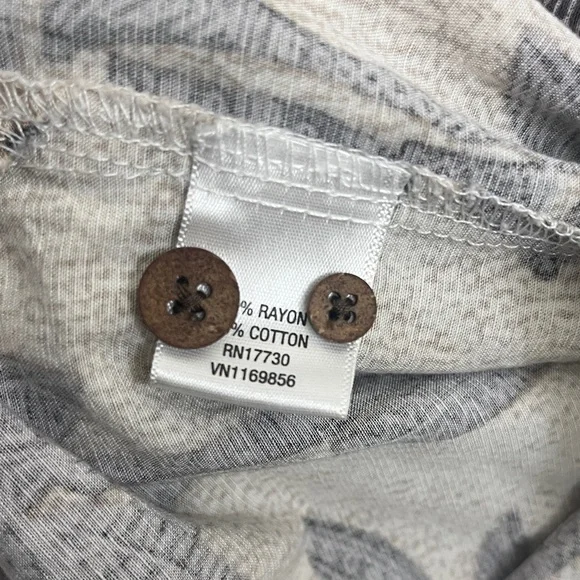 % RAYON
% COTTON
RN17730
VN1169856